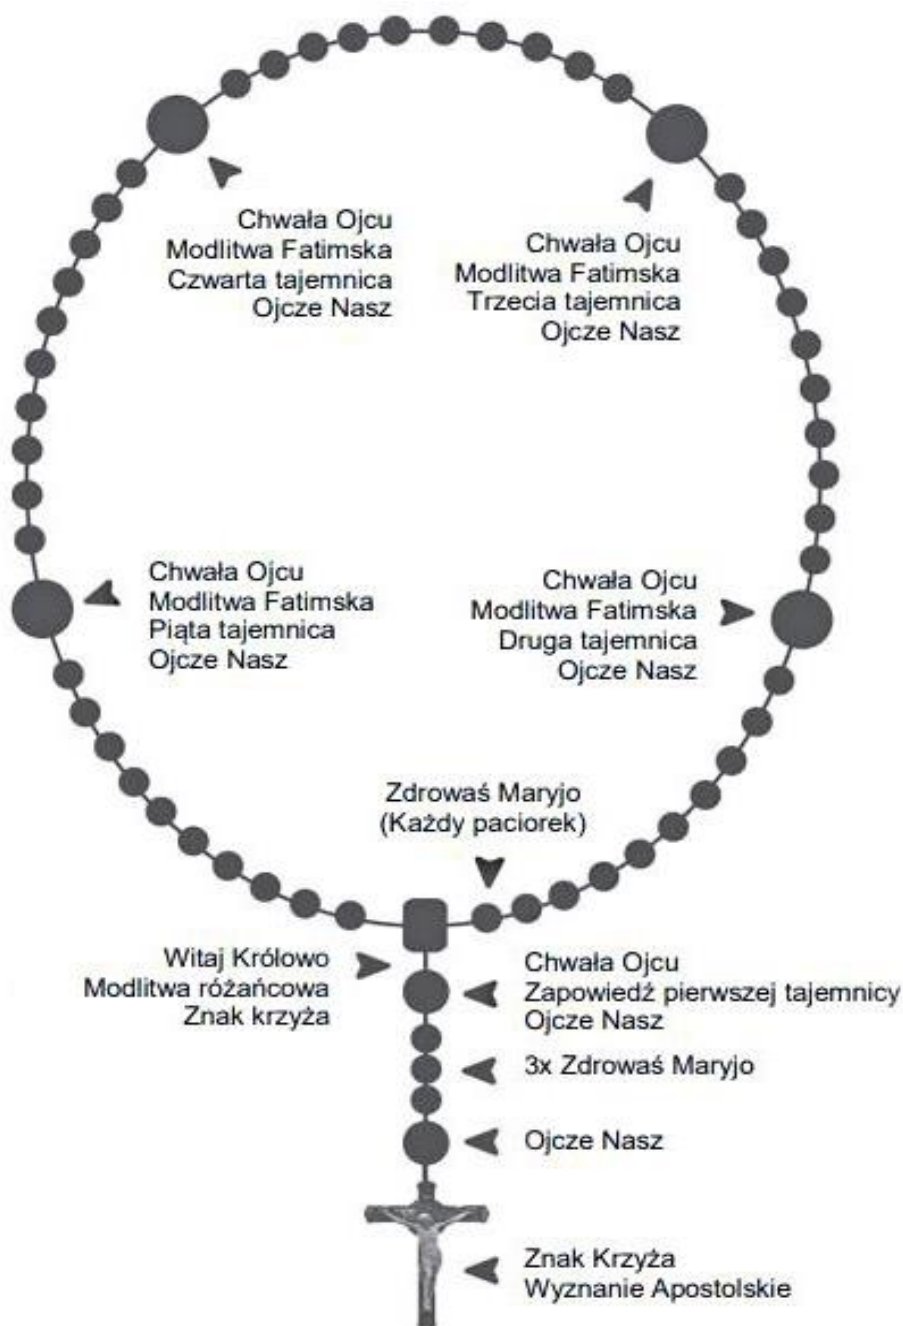 Chwała Ojcu
Modlitwa Fatimska
Czwarta tajemnica
Ojcze Nasz
Chwała Ojcu
Modlitwa Fatimska
Trzecia tajemnica
Ojcze Nasz
Chwała Ojcu
Modlitwa Fatimska
Piąta tajemnica
Ojcze Nasz
Chwała Ojcu
Modlitwa Fatimska
Druga tajemnica
Ojcze Nasz
Zdrowaś Maryjo
(Każdy paciorek)
Witaj Królowo
Modlitwa różańcowa
Znak krzyża
Chwała Ojcu
Zapowiedź pierwszej tajemnicy
Ojcze Nasz
3x Zdrowaś Maryjo
Ojcze Nasz
Znak Krzyża
Wyznanie Apostolskie